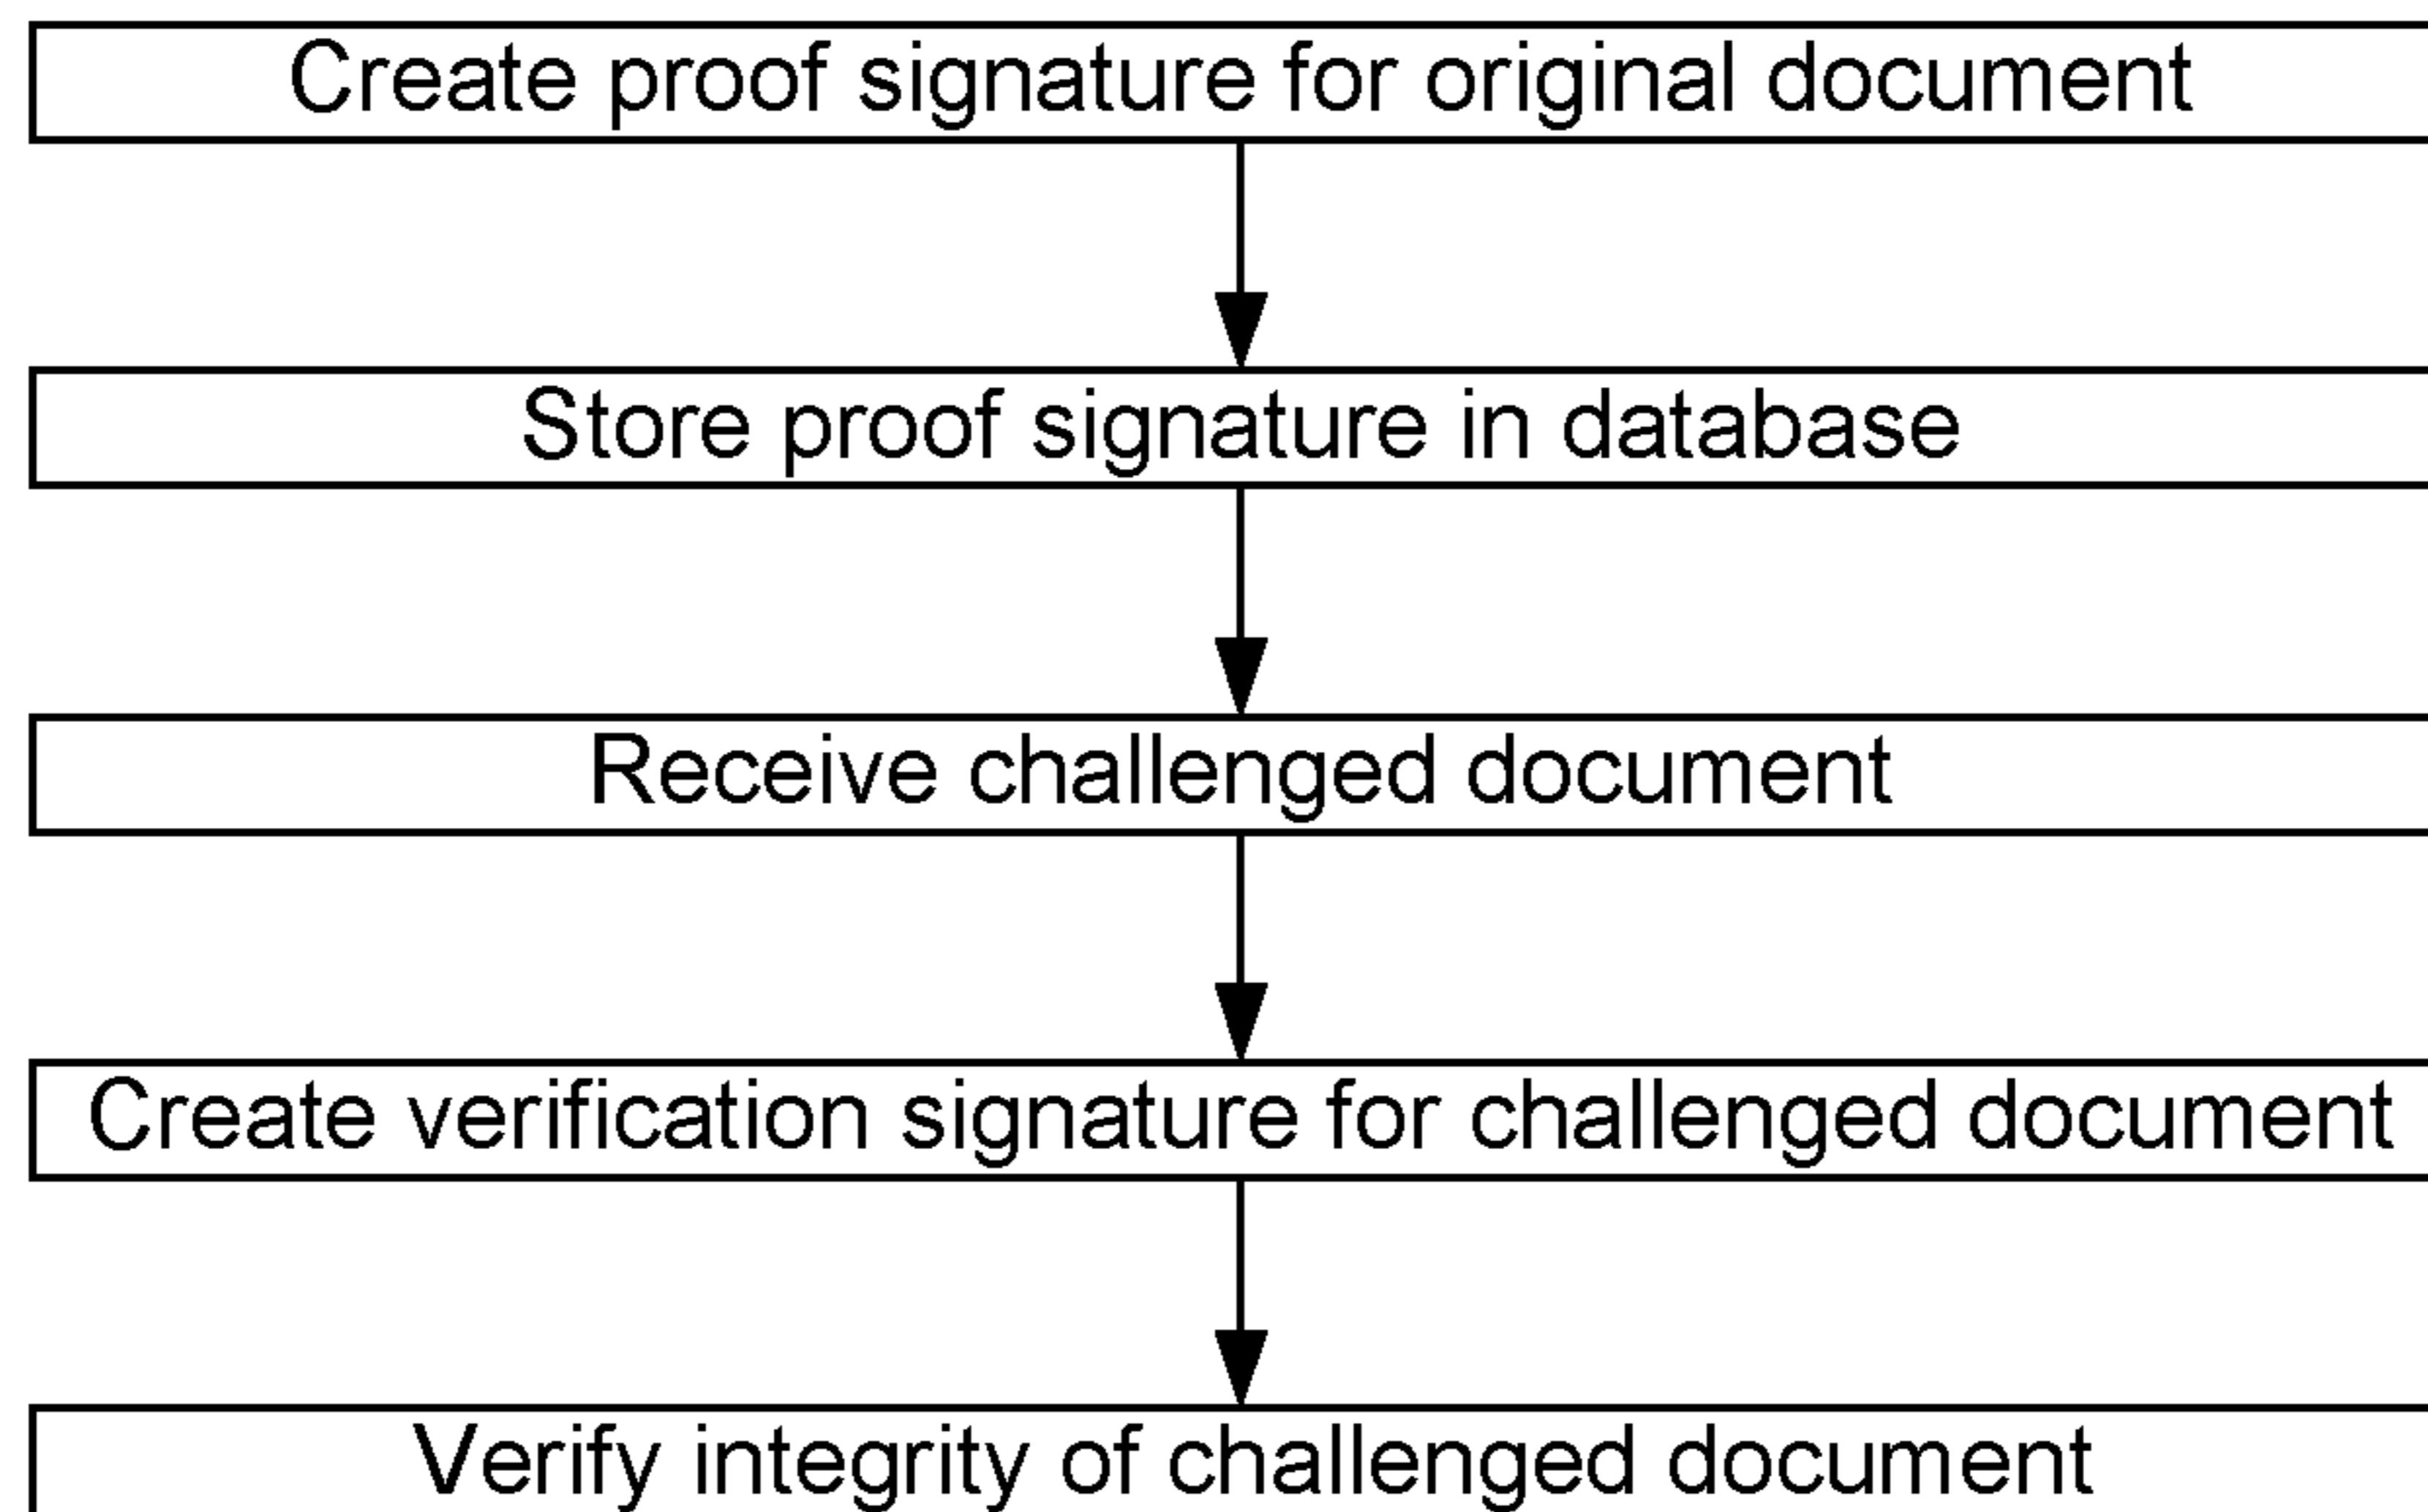 Create proof signature for original document
Store proof signature in database
Receive challenged document
Create verification signature for challenged document
Verify integrity of challenged document